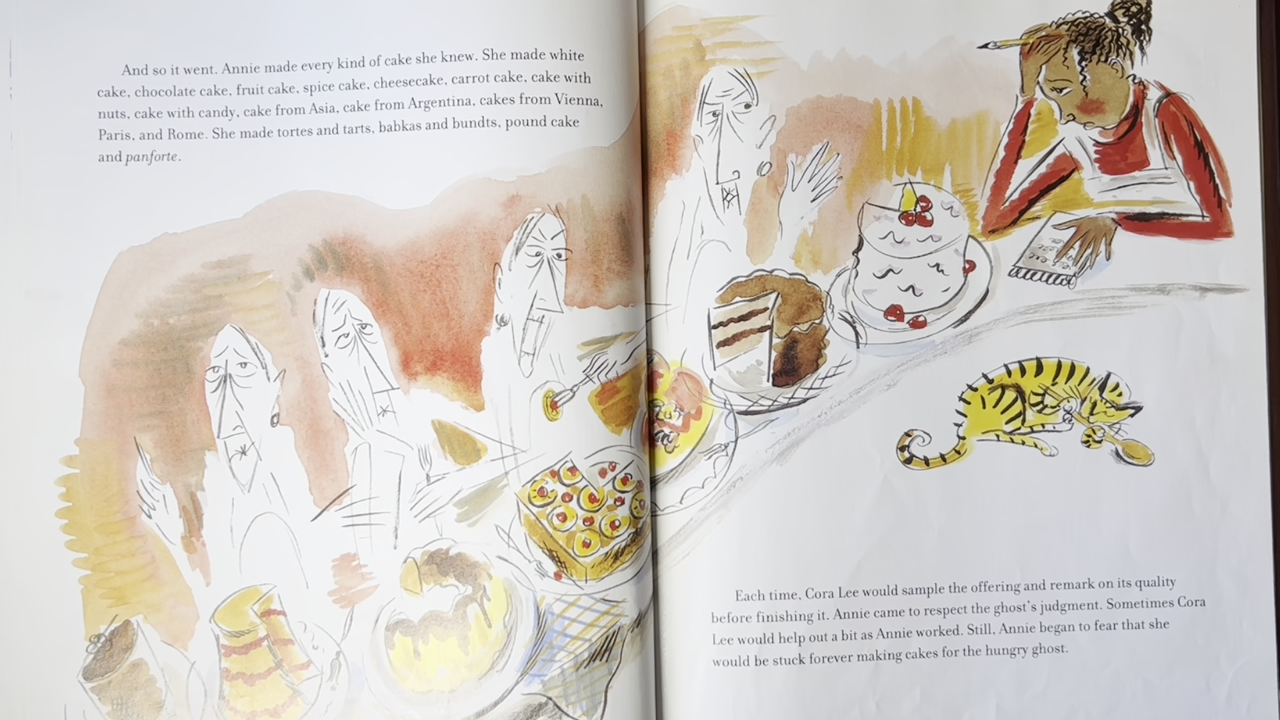 And so it went. Annie made every kind of cake she knew. She made white
cake, chocolate cake, fruit cake, spice cake, cheesecake, carrot cake, cake with
nuts, cake with candy, cake from Asia, cake from Argentina, cakes from Vienna,
Paris, and Rome. She made tortes and tarts, babkas and bundts, pound cake
and panforte.
Each time, Cora Lee would sample the offering and remark on its quality
before finishing it. Annie came to respect the ghost's judgment. Sometimes Cora
Lee would help out a bit as Annie worked. Still, Annie began to fear that she
would be stuck forever making cakes for the hungry ghost.